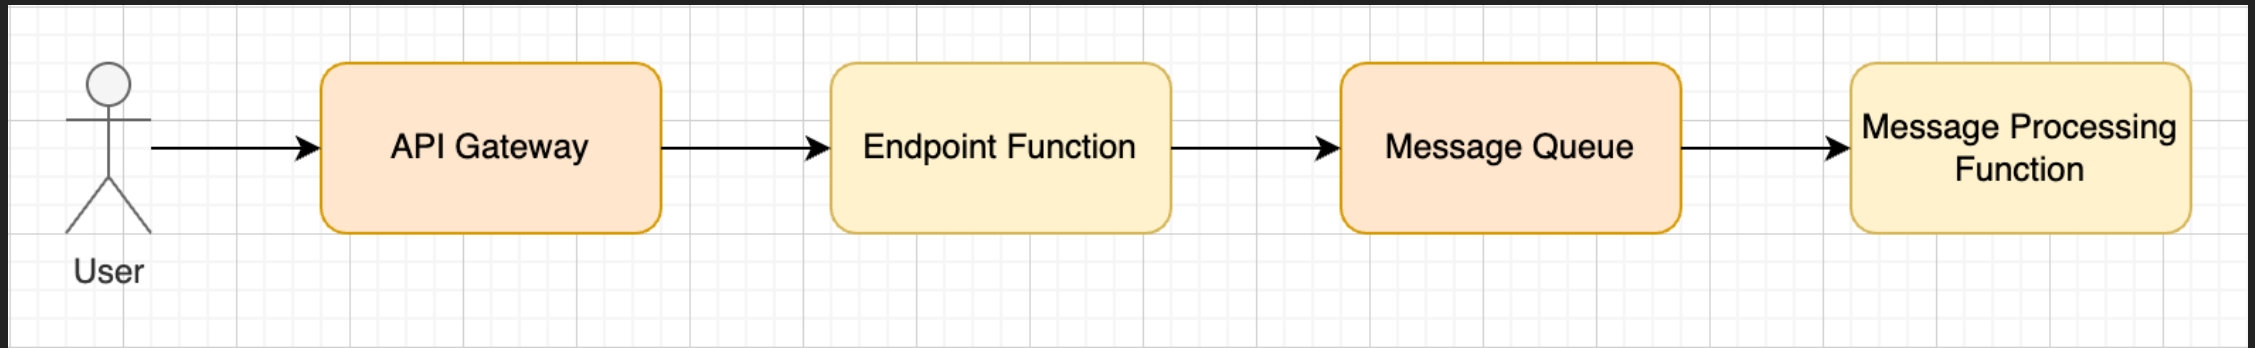 API Gateway
Endpoint Function
Message Queue
Message Processing
Function
User